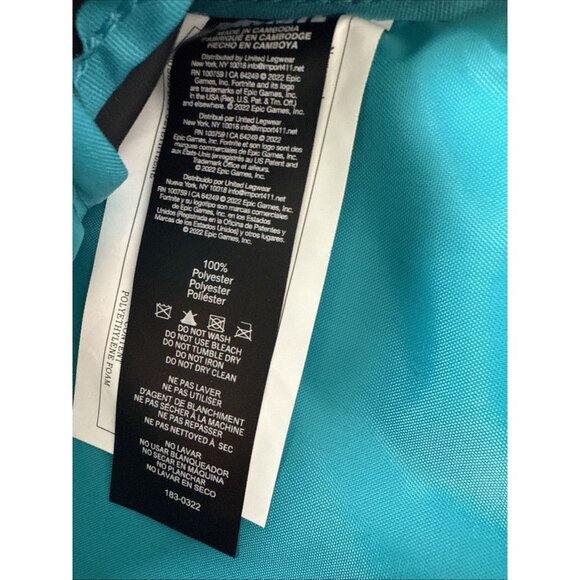 MADE IN CAMBODIA
FABRIQUÉ EN CAMBODGE
HECHO EN CAMBOYA
Distributed by United Legwear
New York, NY 10018 info@import411.net
RN 100759 | CA 64249 © 2022 Epic
Games, Inc. Fortnite and its logo
are trademarks of Epic Games, Inc.
in the USA (Reg. U.S. Pat. & Tm. Off.)
and elsewhere. © 2022 Epic Games, Inc.
Distribué par United Legwear
New York, NY 10018 info@import411.net
RN 100759 | CA 64249 © 2022 Epic
Games, Inc. Fortnite et son logo sont des
marques commerciales de Epic Games, Inc.
aux États-Unis (enregistrés au US Patent and
Trademark Office et ailleurs.
© 2022 Epic Games, Inc.
Distribuido por United Legwear
Nueva York, NY 10018 info@import411.net
RN 100759 | CA 64249 © 2022 Epic Games, Inc.
Fortnite y su logotipo son marcas comerciales
de Epic Games, Inc. en los Estados
Unidos (Registrada en la Oficina de Patentes y
Marcas de los Estados Unidos) y otros lugares.
© 2022 Epic Games, Inc.
100%
Polyester
Polyester
Poliéster
DO NOT WASH
DO NOT USE BLEACH
DO NOT TUMBLE DRY
DO NOT IRON
DO NOT DRY CLEAN
NE PAS LAVER
NE PAS UTILISER
D'AGENT DE BLANCHIMENT
NE PAS SÉCHER À LA MACHINE
NE PAS REPASSER
NE PAS NETTOYÉ À SEC
NO LAVAR
NO USAR BLANQUEADOR
NO SECAR EN MÁQUINA
NO PLANCHAR
NO LAVAR EN SECO
183-0322
POLYETHYLENE FOAM